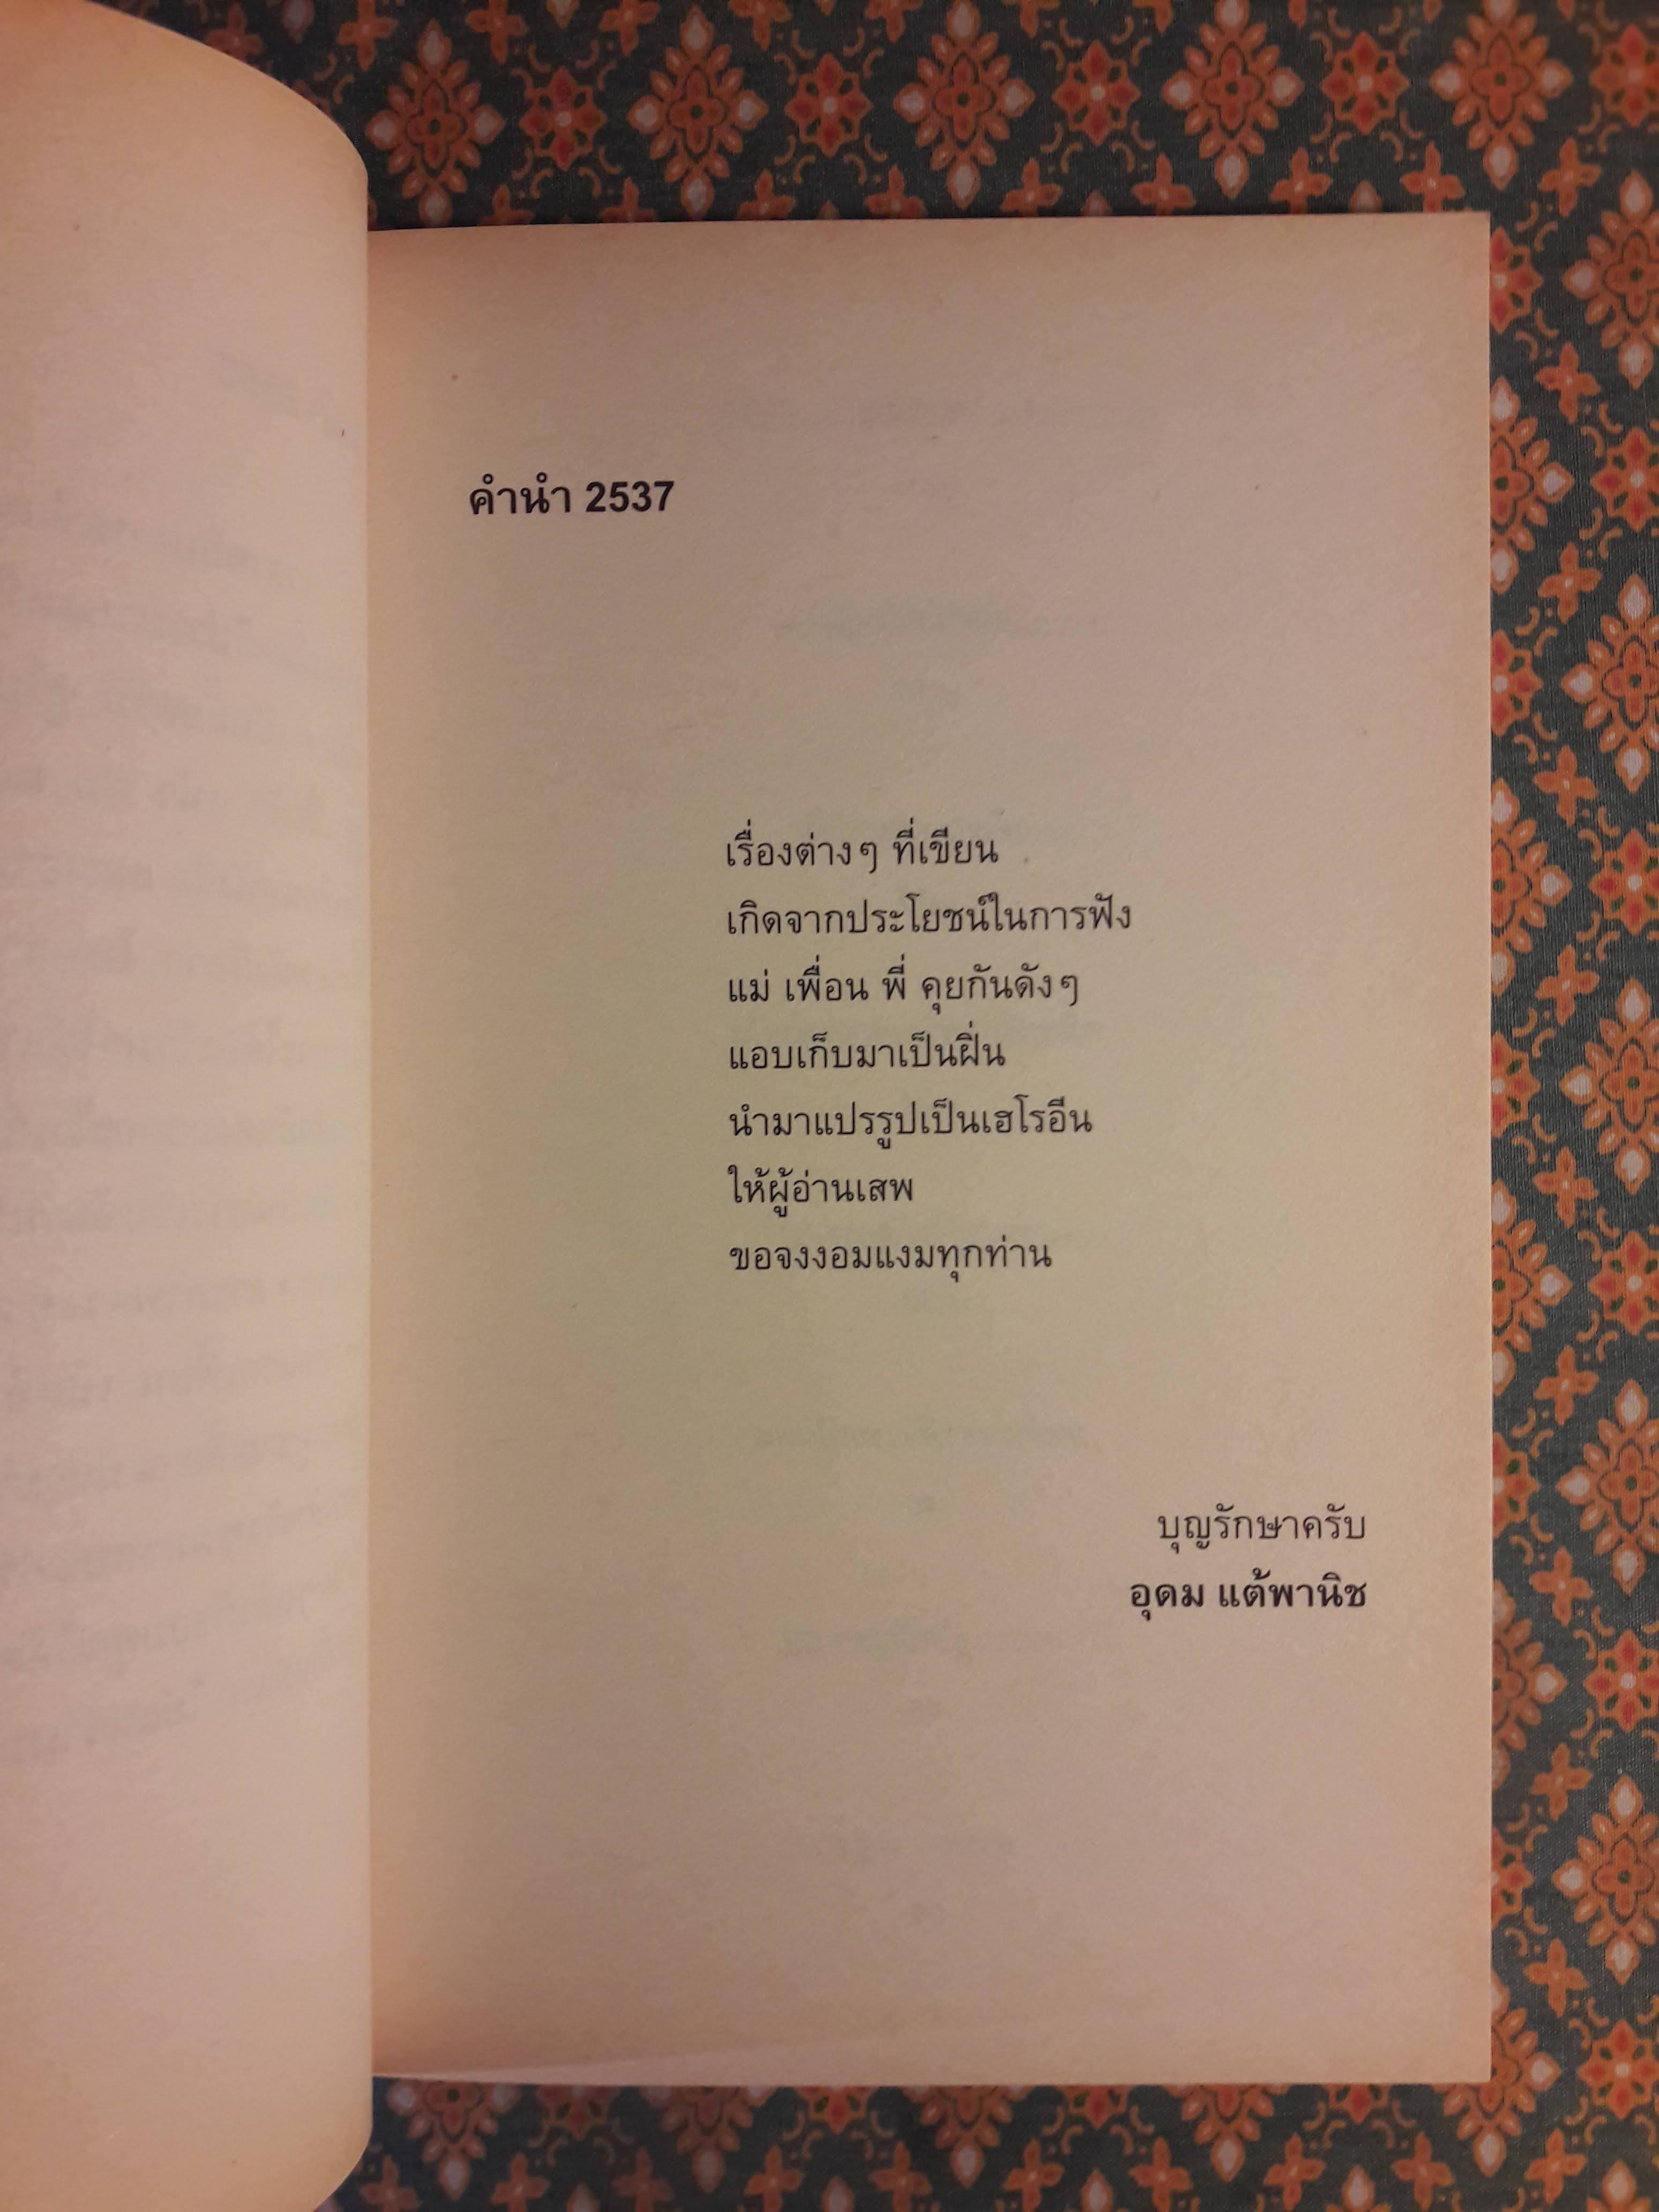 คำนำ 2537
เรื่องต่างๆ ที่เขียน
เกิดจากประโยชน์ในการฟัง
แม่ เพื่อน พี่ คุยกันดังๆ
แอบเก็บมาเป็นฝิ่น
นำมาแปรรูปเป็นเฮโรอีน
ให้ผู้อ่านเสพ
ขอจงงอมแงมทุกท่าน
บุญรักษาครับ
อุดม แต้พานิช